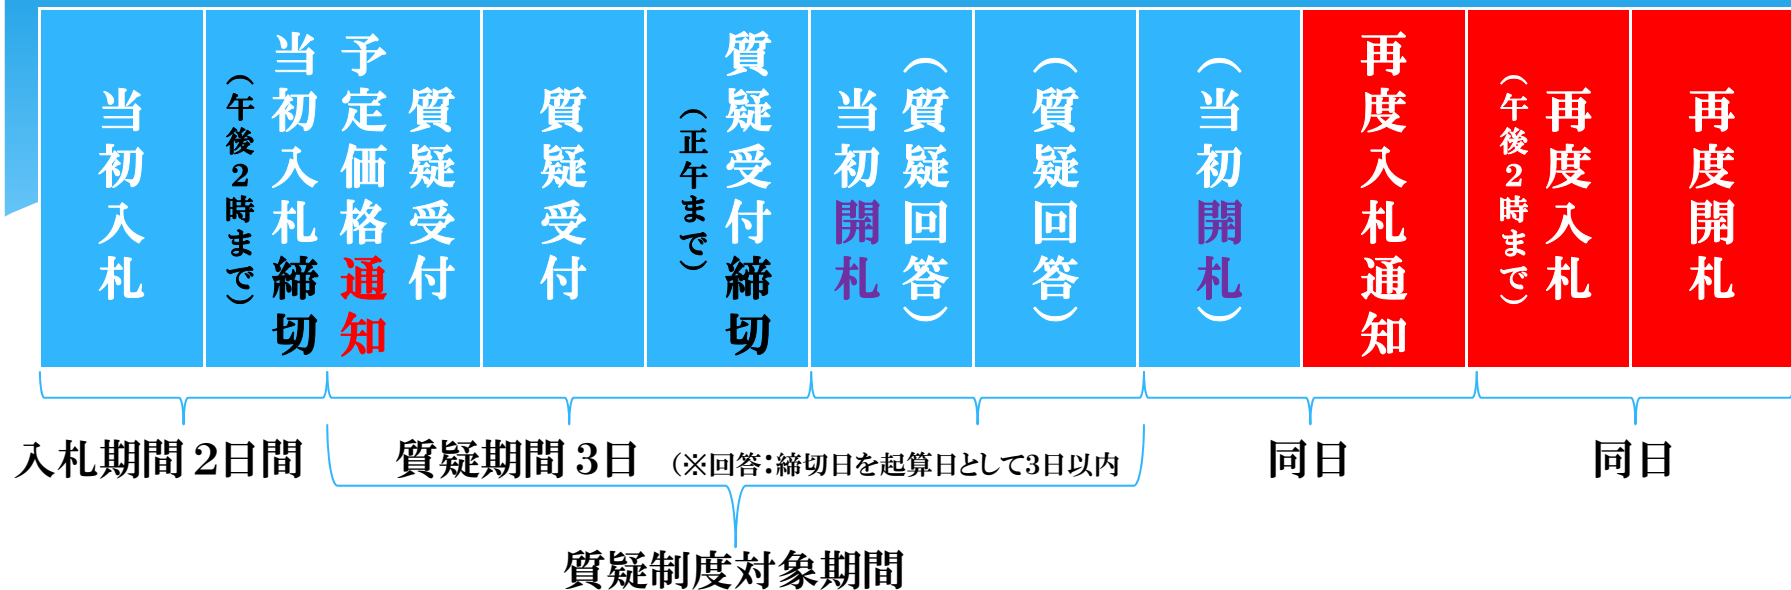 当初入札
（午後２時まで）
当初入札締切
予定価格通知
質疑受付
質疑受付
（正午まで）
質疑受付締切
当初開札
（質疑回答）
（質疑回答）
（当初開札）
再度入札通知
（午後２時まで）
再度入札
再度開札
入札期間２日間
質疑期間３日 （※回答：締切日を起算日として3日以内
同日
同日
質疑制度対象期間